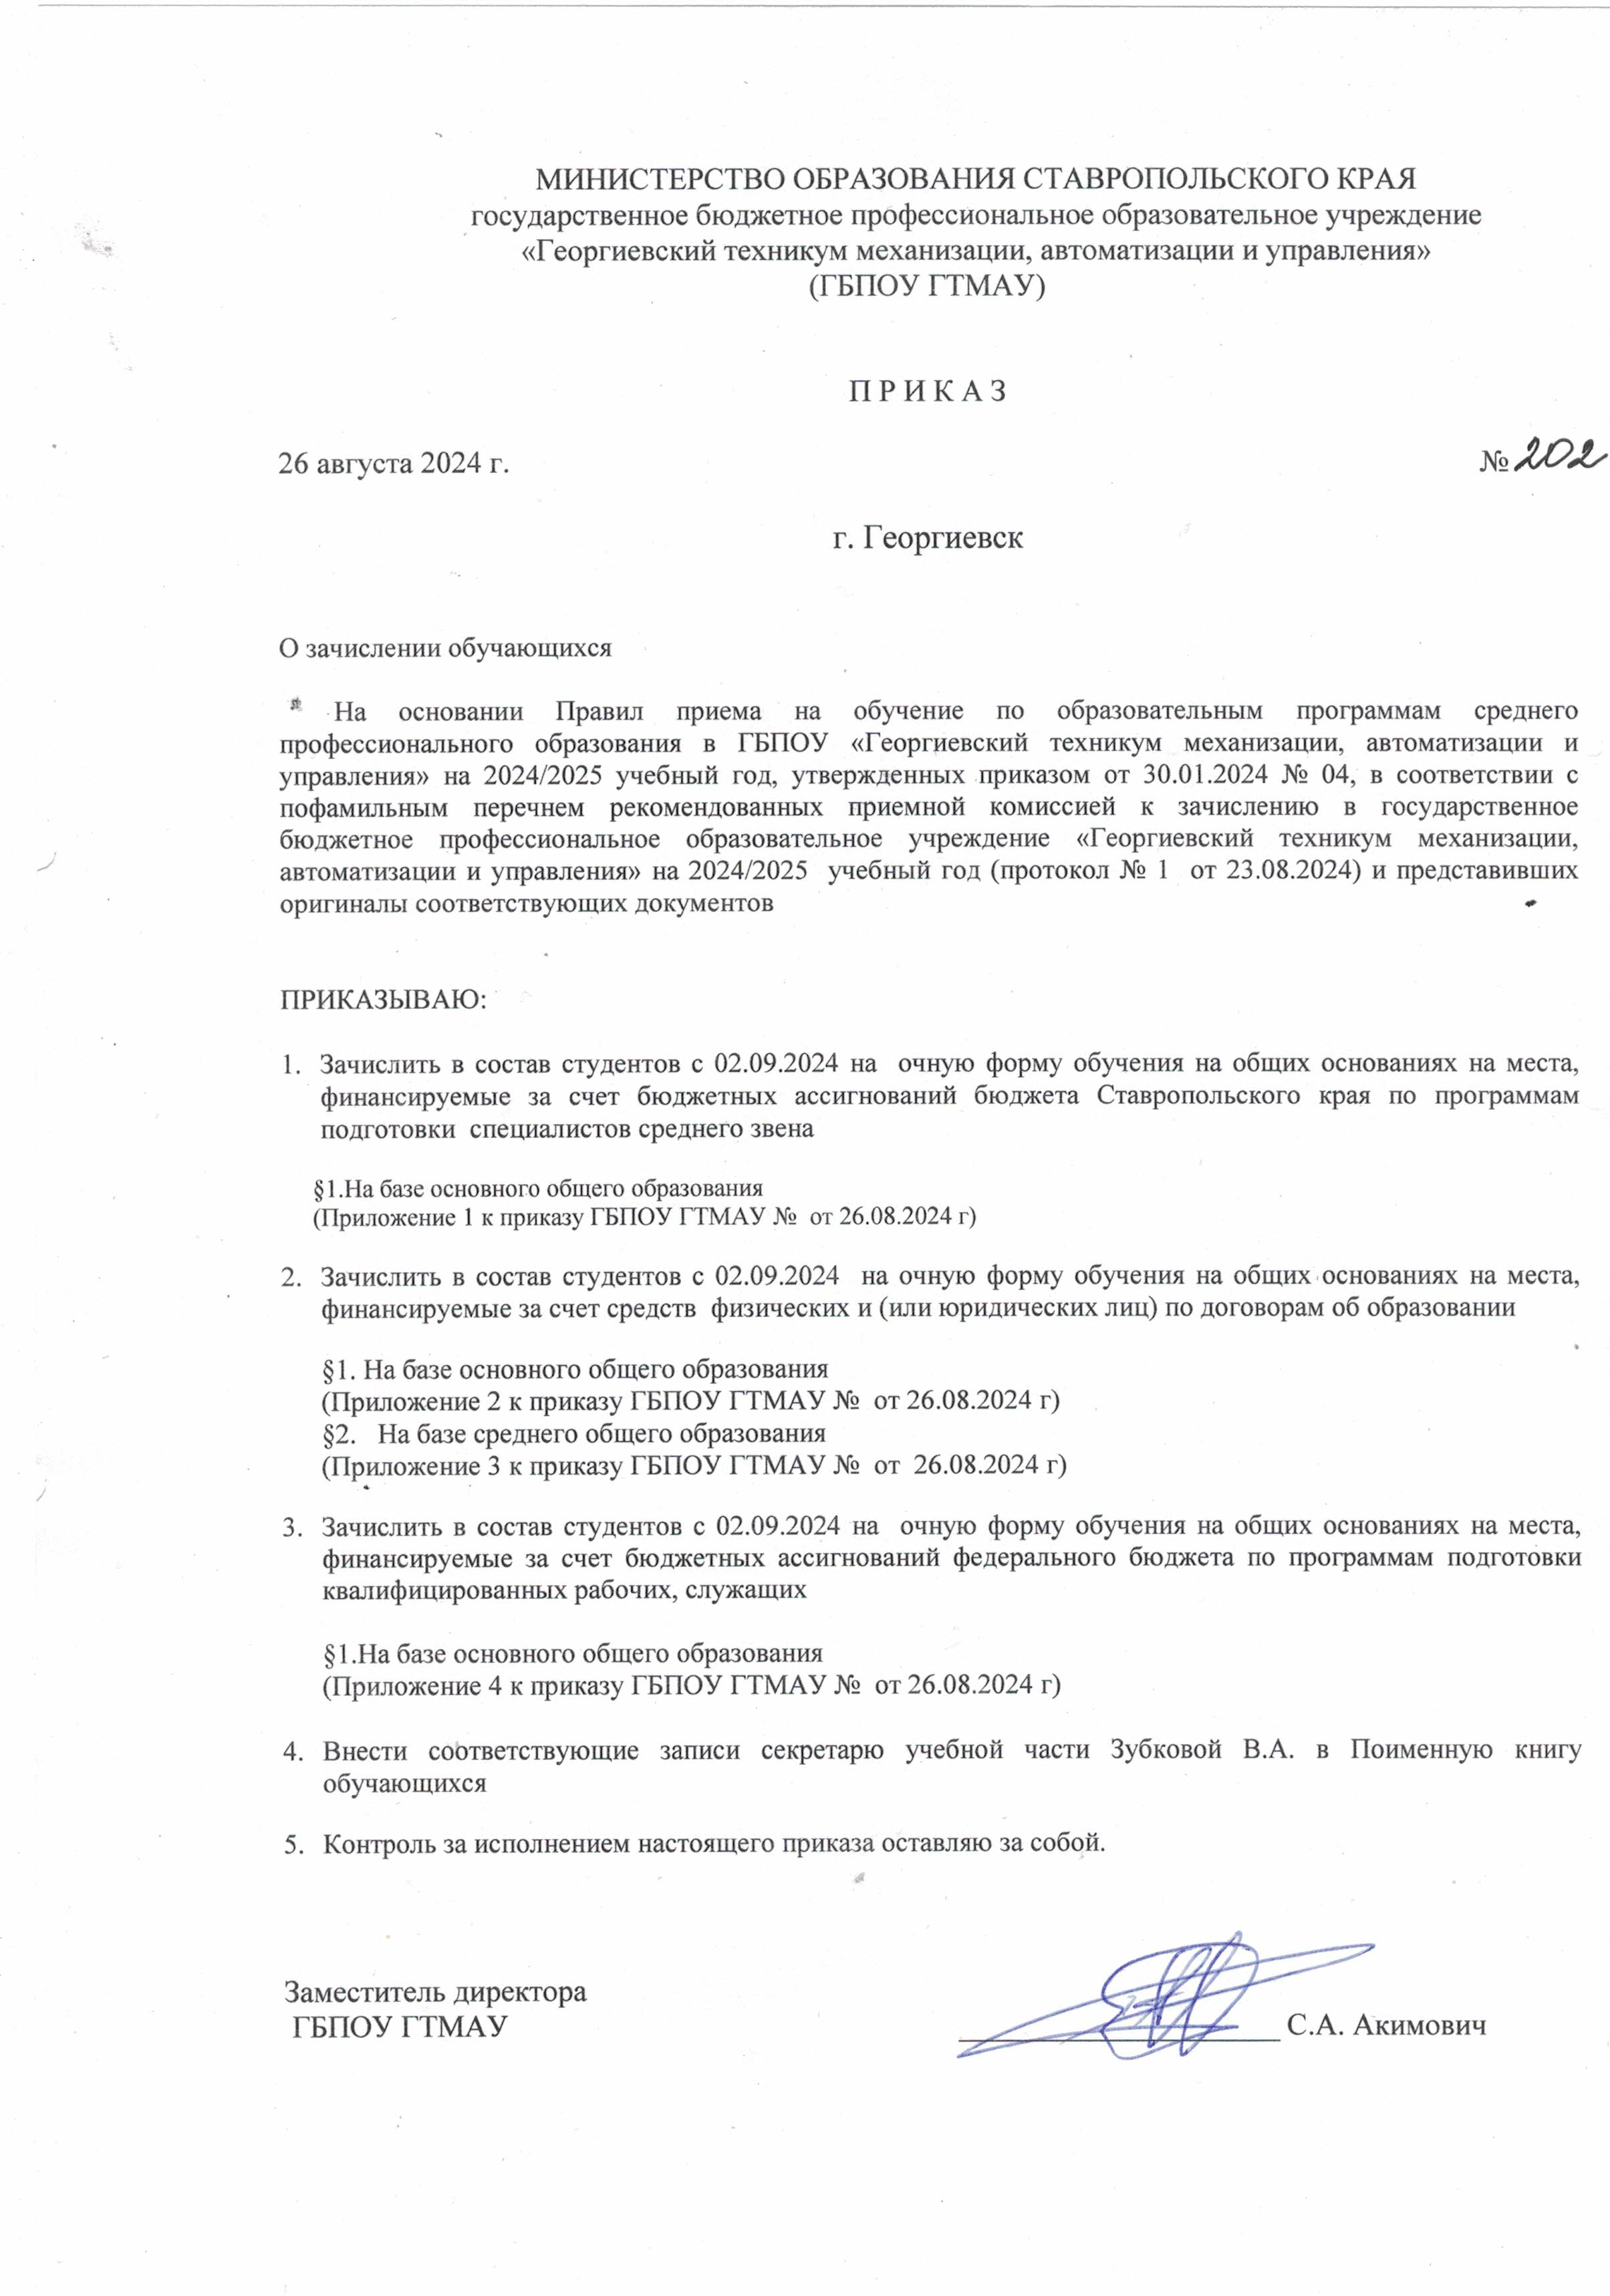 МИНИСТЕРСТВО ОБРАЗОВАНИЯ СТАВРОПОЛЬСКОГО КРАЯ
государственное бюджетное профессиональное образовательное учреждение
«Георгиевский техникум механизации, автоматизации и управления»
(ГБПОУ ГТМАУ)
П Р И К А З
26 августа 2024 г.
№ 202
г. Георгиевск
О зачислении обучающихся
На основании Правил приема на обучение по образовательным программам среднего
профессионального образования в ГБПОУ «Георгиевский техникум механизации, автоматизации и
управления» на 2024/2025 учебный год, утвержденных приказом от 30.01.2024 № 04, в соответствии с
пофамильным перечнем рекомендованных приемной комиссией к зачислению в государственное
бюджетное профессиональное образовательное учреждение «Георгиевский техникум механизации,
автоматизации и управления» на 2024/2025 учебный год (протокол № 1 от 23.08.2024) и представивших
оригиналы соответствующих документов
ПРИКАЗЫВАЮ:
1. Зачислить в состав студентов с 02.09.2024 на очную форму обучения на общих основаниях на места,
финансируемые за счет бюджетных ассигнований бюджета Ставропольского края по программам
подготовки специалистов среднего звена
§1.На базе основного общего образования
(Приложение 1 к приказу ГБПОУ ГТМАУ № от 26.08.2024 г)
2. Зачислить в состав студентов с 02.09.2024 на очную форму обучения на общих основаниях на места,
финансируемые за счет средств физических и (или юридических лиц) по договорам об образовании
§1. На базе основного общего образования
(Приложение 2 к приказу ГБПОУ ГТМАУ № от 26.08.2024 г)
§2. На базе среднего общего образования
(Приложение 3 к приказу ГБПОУ ГТМАУ № от 26.08.2024 г)
3. Зачислить в состав студентов с 02.09.2024 на очную форму обучения на общих основаниях на места,
финансируемые за счет бюджетных ассигнований федерального бюджета по программам подготовки
квалифицированных рабочих, служащих
§1.На базе основного общего образования
(Приложение 4 к приказу ГБПОУ ГТМАУ № от 26.08.2024 г)
4. Внести соответствующие записи секретарю учебной части Зубковой В.А. в Поименную книгу
обучающихся
5. Контроль за исполнением настоящего приказа оставляю за собой.
Заместитель директора
ГБПОУ ГТМАУ
С.А. Акимович